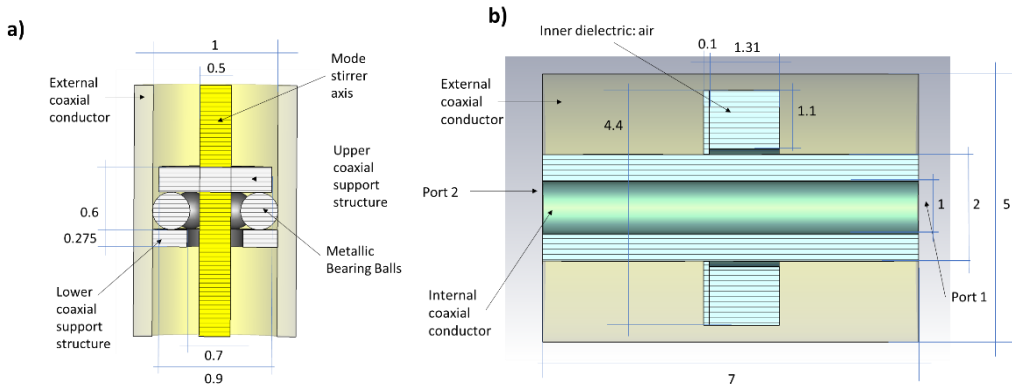 a)
1
0.5
External
coaxial
conductor
Mode
stirrer
axis
Upper
coaxial
support
structure
0.6
0.275
Metallic
Bearing Balls
Lower
coaxial
support
structure
0.7
0.9
b)
Inner dielectric: air
0.1
1.31
External
coaxial
conductor
4.4
1.1
Port 2
1
2
5
Internal
coaxial
conductor
Port 1
7